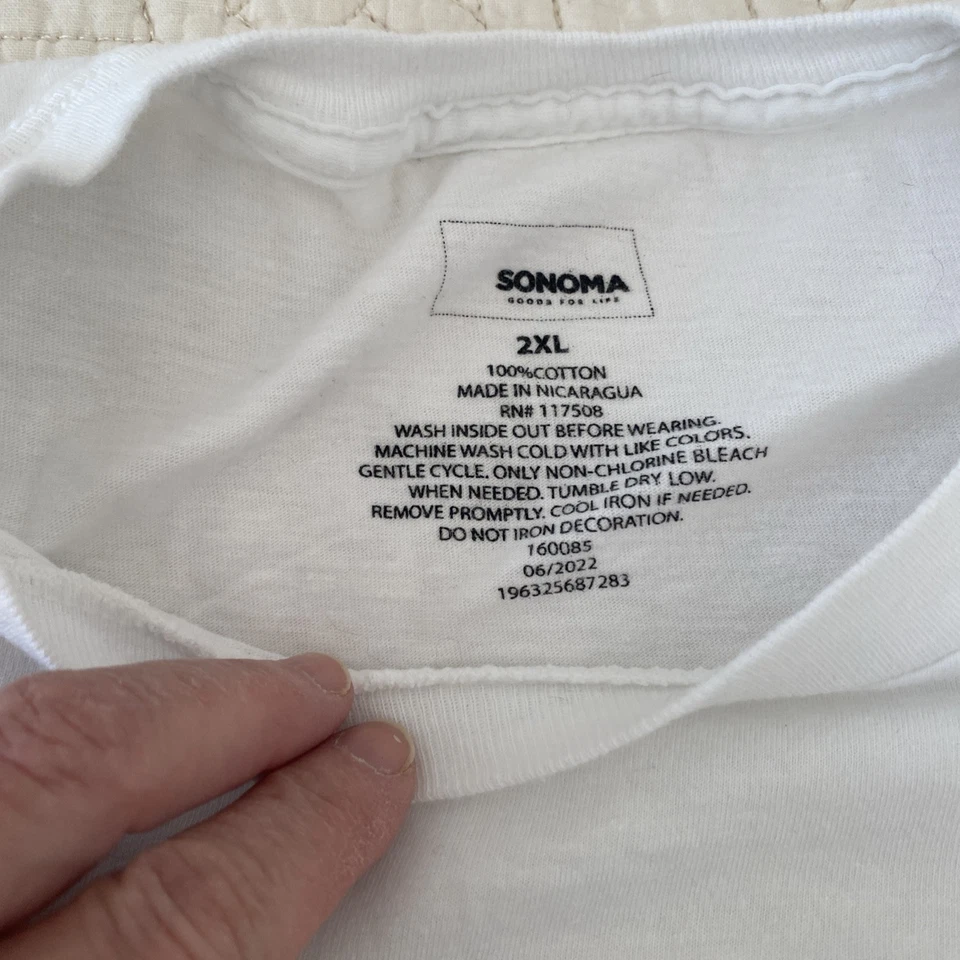 SONOMA
GOODS FOR LIFE
2XL
100%COTTON
MADE IN NICARAGUA
RN# 117508
WASH INSIDE OUT BEFORE WEARING.
MACHINE WASH COLD WITH LIKE COLORS.
GENTLE CYCLE. ONLY NON-CHLORINE BLEACH
WHEN NEEDED. TUMBLE DRY LOW.
REMOVE PROMPTLY. COOL IRON IF NEEDED.
DO NOT IRON DECORATION.
160085
06/2022
196325687283